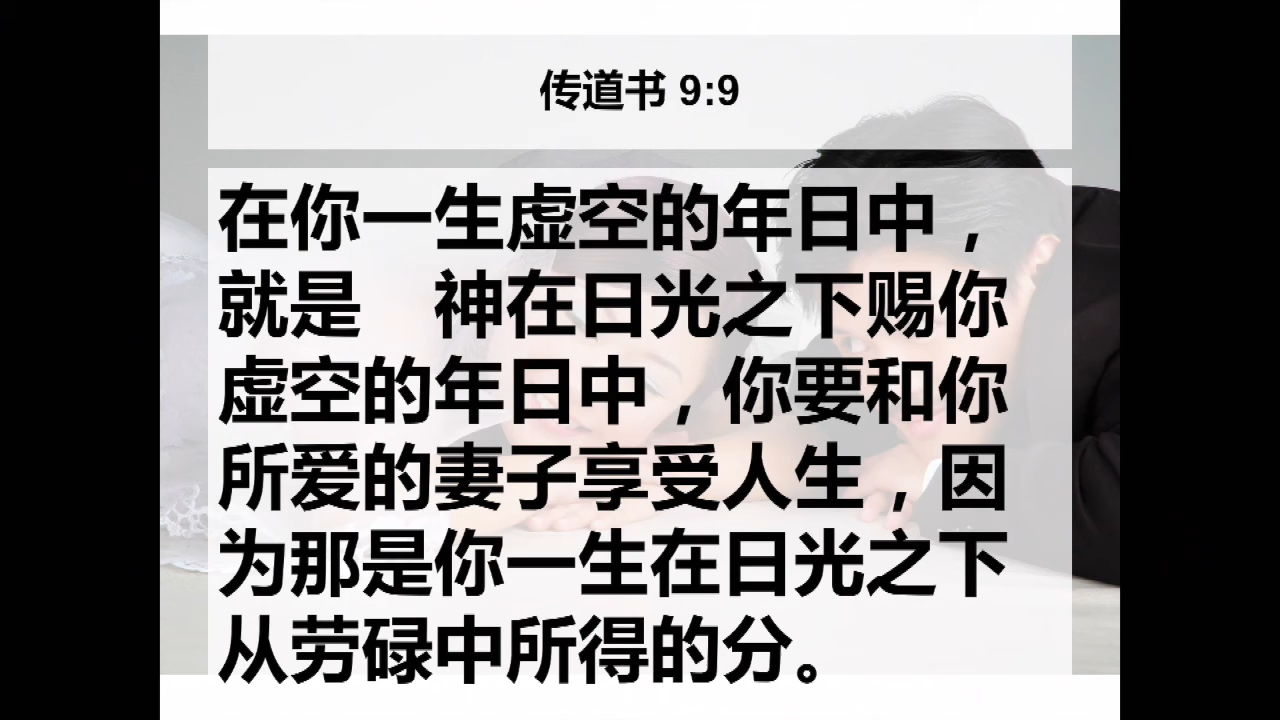 传道书 9:9
在你一生虚空的年日中，
就是　神在日光之下赐你
虚空的年日中，你要和你
所爱的妻子享受人生，因
为那是你一生在日光之下
从劳碌中所得的分。